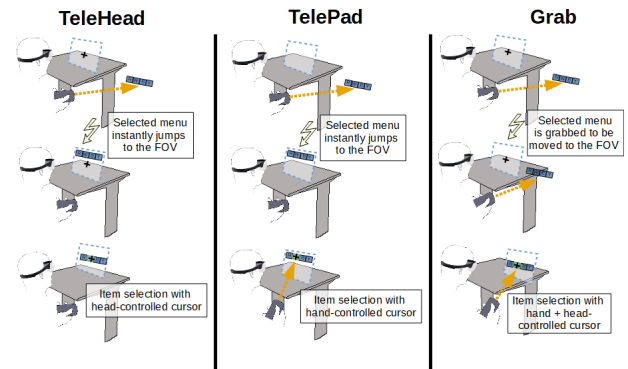 TeleHead
TelePad
Grab
Selected menu
instantly jumps
to the FOV
Selected menu
instantly jumps
to the FOV
Selected menu
is grabbed to be
moved to the FOV
Item selection with
head-controlled cursor
Item selection with
hand-controlled cursor
Item selection with
hand + head-
controlled cursor